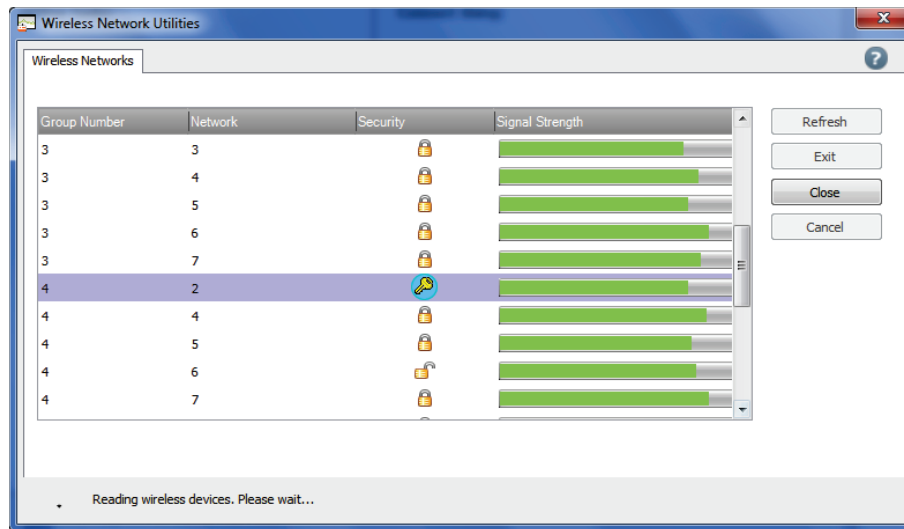 Wireless Network Utilities
Wireless Networks
Group Number Network Security Signal Strength
3 3
3 4
3 5
3 6
3 7
4 2
4 4
4 5
4 6
4 7
Refresh
Exit
Close
Cancel
Reading wireless devices. Please wait...